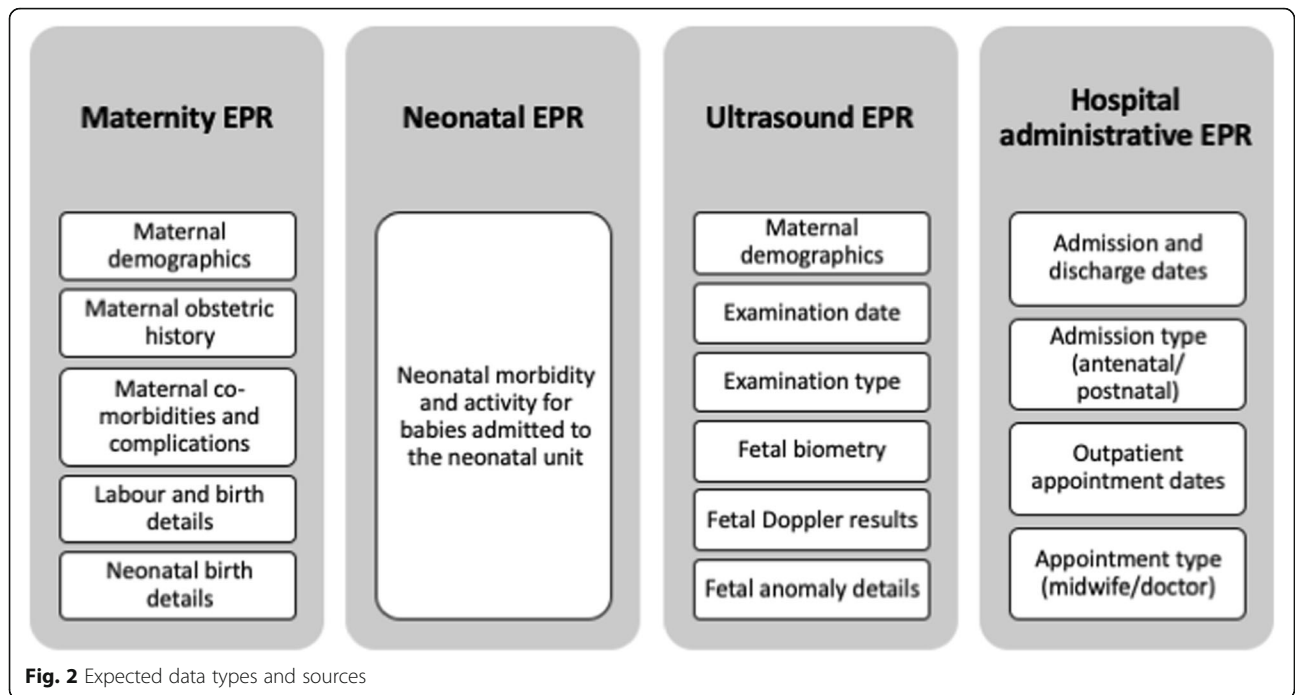 Maternity EPR
Maternal
demographics
Maternal obstetric
history
Maternal co-
morbidities and
complications
Labour and birth
details
Neonatal birth
details
Neonatal EPR
Neonatal morbidity
and activity for
babies admitted to
the neonatal unit
Ultrasound EPR
Maternal
demographics
Examination date
Examination type
Fetal biometry
Fetal Doppler results
Fetal anomaly details
Hospital
administrative EPR
Admission and
discharge dates
Admission type
(antenatal/
postnatal)
Outpatient
appointment dates
Appointment type
(midwife/doctor)
Fig. 2 Expected data types and sources